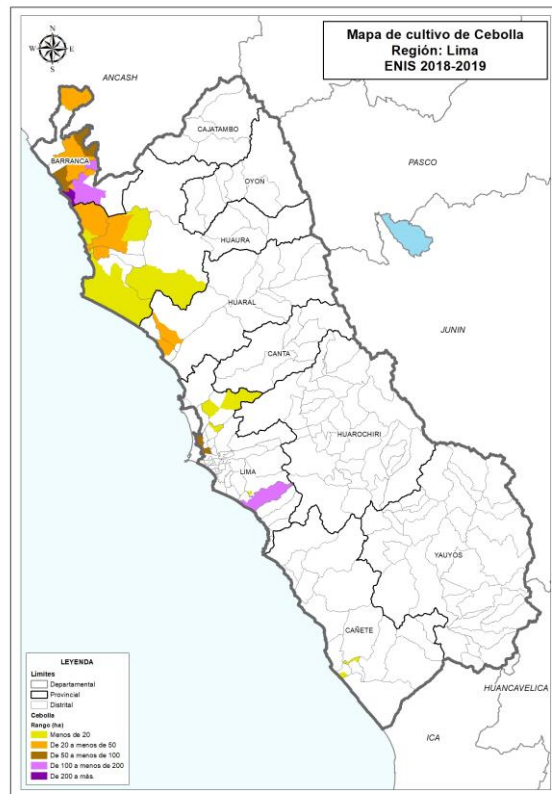 Mapa de cultivo de Cebolla
Región: Lima
ENIS 2018-2019
N
W
E
S
ANCASH
CAJATAMBO
PASCO
BARRANCA
OYON
HUAURA
HUARAL
JUNIN
CANTA
HUAROCHIRI
LIMA
YAUYOS
CAÑETE
HUANCAVELICA
ICA
LEYENDA
Límites
Departamental
Provincial
Distrital
Cebolla
Rango (ha)
Menos de 20
De 20 a menos de 50
De 50 a menos de 100
De 100 a menos de 200
De 200 a más.